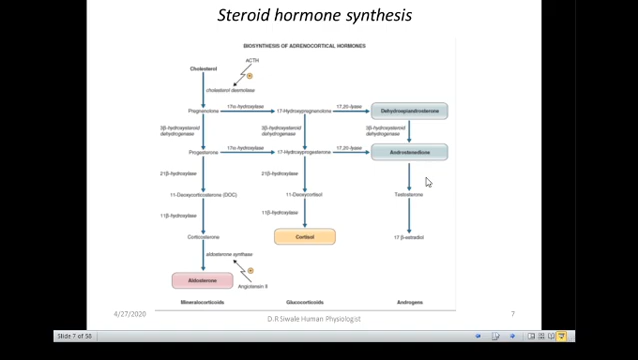 Steroid hormone synthesis
BIOSYNTHESIS OF ADRENOCORTICAL HORMONES
ACTH
Cholesterol
cholesterol desmolase
17α-hydroxylase
17,20-lyase
Pregnenolone
17-Hydroxypregnenolone
Dehydroepiandrosterone
3β-hydroxysteroid
dehydrogenase
3β-hydroxysteroid
dehydrogenase
3β-hydroxysteroid
dehydrogenase
17α-hydroxylase
17,20-lyase
Progesterone
17-Hydroxyprogesterone
Androstenedione
21β-hydroxylase
21β-hydroxylase
11-Deoxycorticosterone (DOC)
11-Deoxycortisol
Testosterone
11β-hydroxylase
11β-hydroxylase
Corticosterone
Cortisol
17 β-estradiol
aldosterone synthase
Aldosterone
Angiotensin II
Mineralocorticoids
Glucocorticoids
Androgens
4/27/2020
D.R.Siwale Human Physiologist
7
Slide 7 of 58